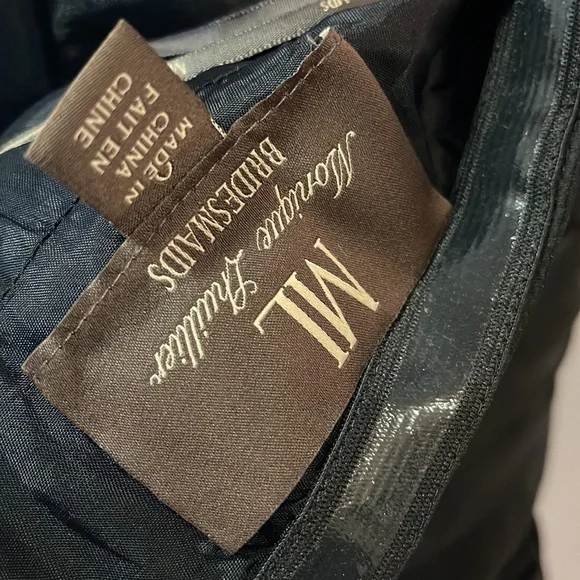 ML
Monique Lhuillier
BRIDESMAIDS
MADE IN
CHINA
FAIT EN
CHINE